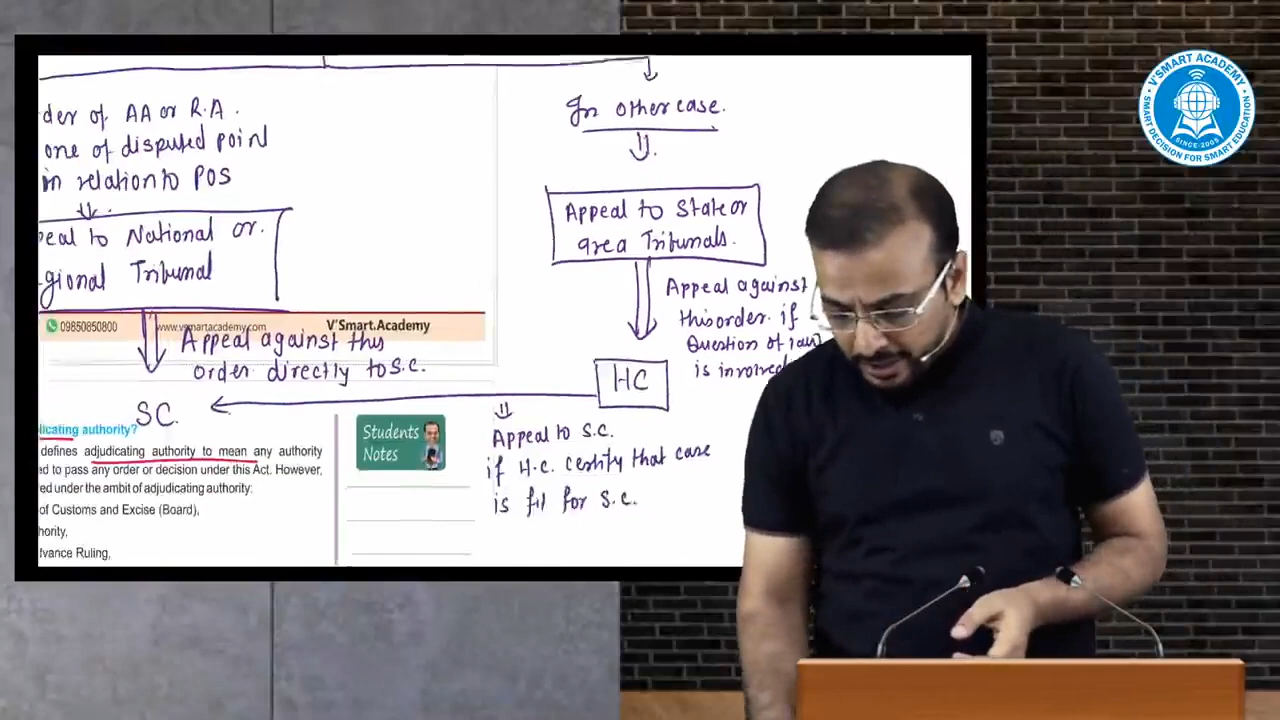 der of AA or R.A.
one of disputed point
in relation to POS
peal to National or.
gional Tribunal
09850850800 www.vsmartacademy.com V'Smart.Academy
Appeal against this
order directly to S.C.
SC.
In other case.
Appeal to State or
area Tribunals.
Appeal against
this order if
Question of law
is involved
HC
Appeal to S.C.
if H.C. certify that case
is fit for S.C.
licating authority?
defines adjudicating authority to mean any authority
ed to pass any order or decision under this Act. However,
ed under the ambit of adjudicating authority:
of Customs and Excise (Board),
hority,
dvance Ruling,
Students
Notes
V'SMART ACADEMY
SINCE-2005
SMART DECISION FOR SMART EDUCATION